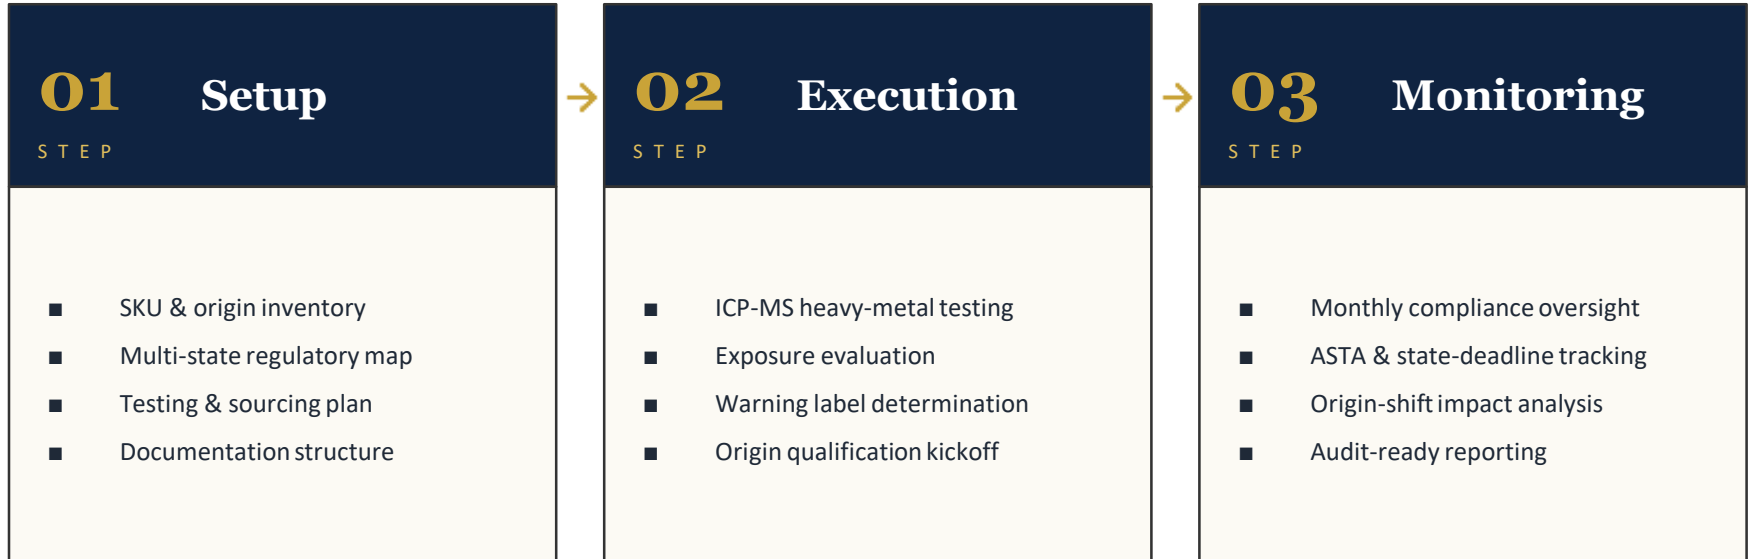 01 Setup
STEP
■ SKU & origin inventory
■ Multi-state regulatory map
■ Testing & sourcing plan
■ Documentation structure
02 Execution
STEP
■ ICP-MS heavy-metal testing
■ Exposure evaluation
■ Warning label determination
■ Origin qualification kickoff
03 Monitoring
STEP
■ Monthly compliance oversight
■ ASTA & state-deadline tracking
■ Origin-shift impact analysis
■ Audit-ready reporting